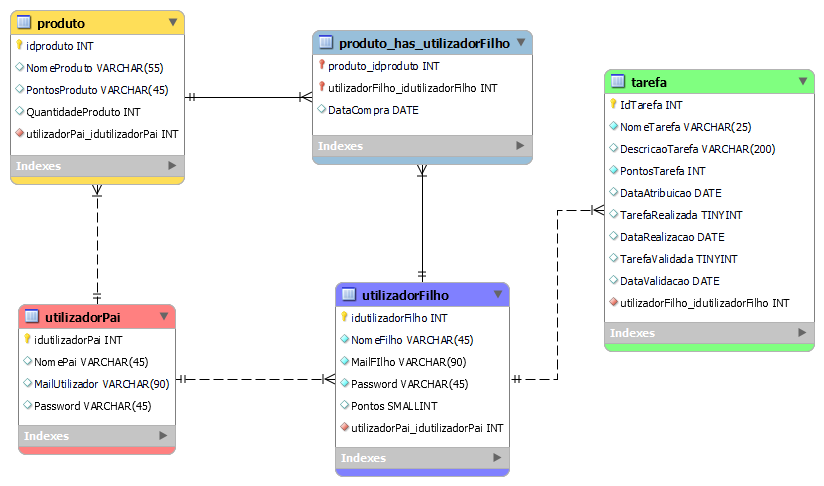 produto
idproduto INT
NomeProduto VARCHAR(55)
PontosProduto VARCHAR(45)
QuantidadeProduto INT
utilizadorPai_idutilizadorPai INT
Indexes
produto_has_utilizadorFilho
produto_idproduto INT
utilizadorFilho_idutilizadorFilho INT
DataCompra DATE
Indexes
tarefa
IdTarefa INT
NomeTarefa VARCHAR(25)
DescricaoTarefa VARCHAR(200)
PontosTarefa INT
DataAtribuicao DATE
TarefaRealizada TINYINT
DataRealizacao DATE
TarefaValidada TINYINT
DataValidacao DATE
utilizadorFilho_idutilizadorFilho INT
Indexes
utilizadorPai
idutilizadorPai INT
NomePai VARCHAR(45)
MailUtilizador VARCHAR(90)
Password VARCHAR(45)
Indexes
utilizadorFilho
idutilizadorFilho INT
NomeFilho VARCHAR(45)
MailFIlho VARCHAR(90)
Password VARCHAR(45)
Pontos SMALLINT
utilizadorPai_idutilizadorPai INT
Indexes